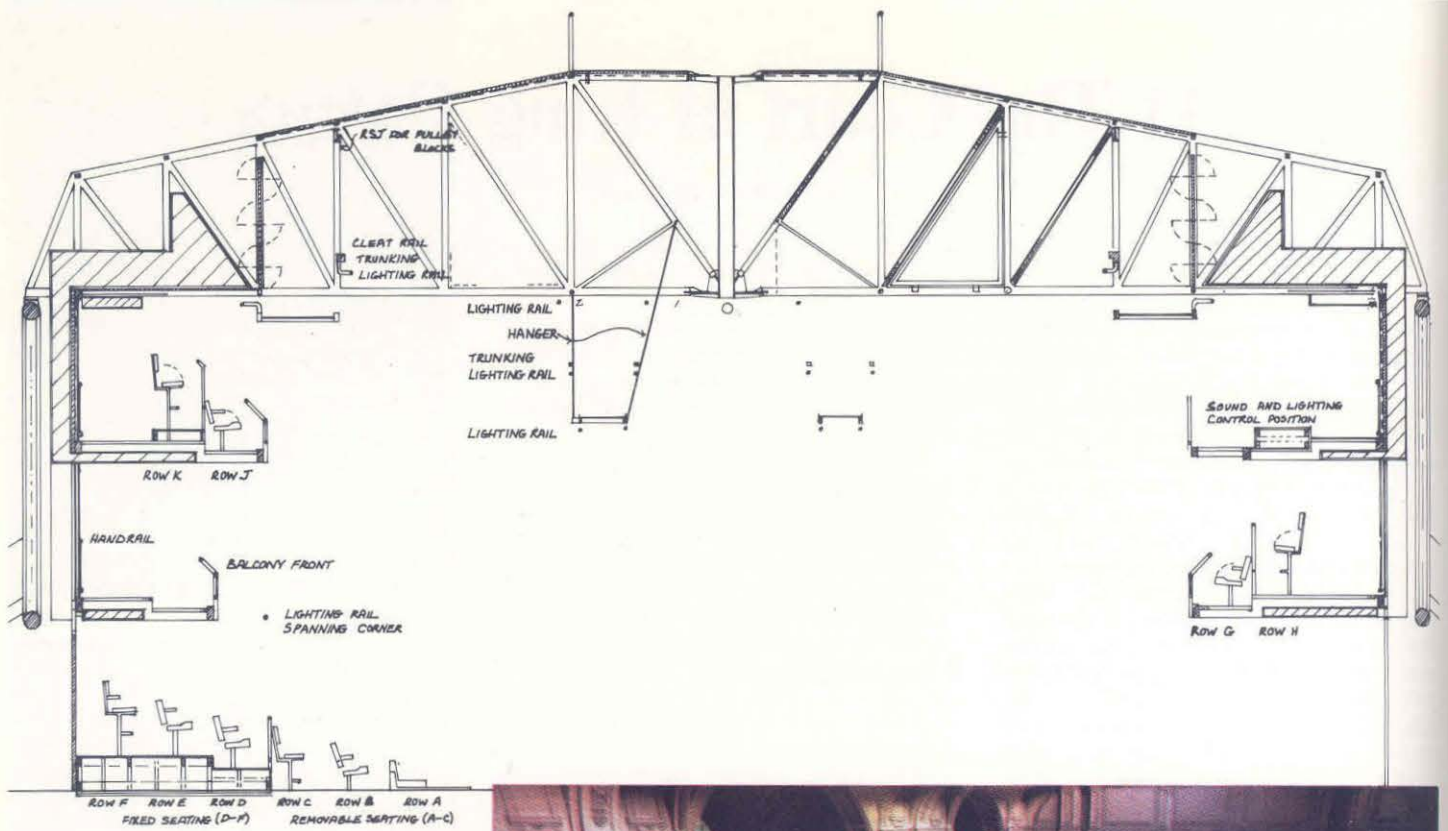 RSJ FOR PULLEY
BLOCKS
CLEAT RAIL
TRUNKING
LIGHTING RAIL
LIGHTING RAIL
HANGER
TRUNKING
LIGHTING RAIL
LIGHTING RAIL
SOUND AND LIGHTING
CONTROL POSITION
ROW K ROW J
HANDRAIL
BALCONY FRONT
LIGHTING RAIL
SPANNING CORNER
ROW G ROW H
ROW F ROW E ROW D ROW C ROW B ROW A
FIXED SEATING (D-F) REMOVABLE SEATING (A-C)